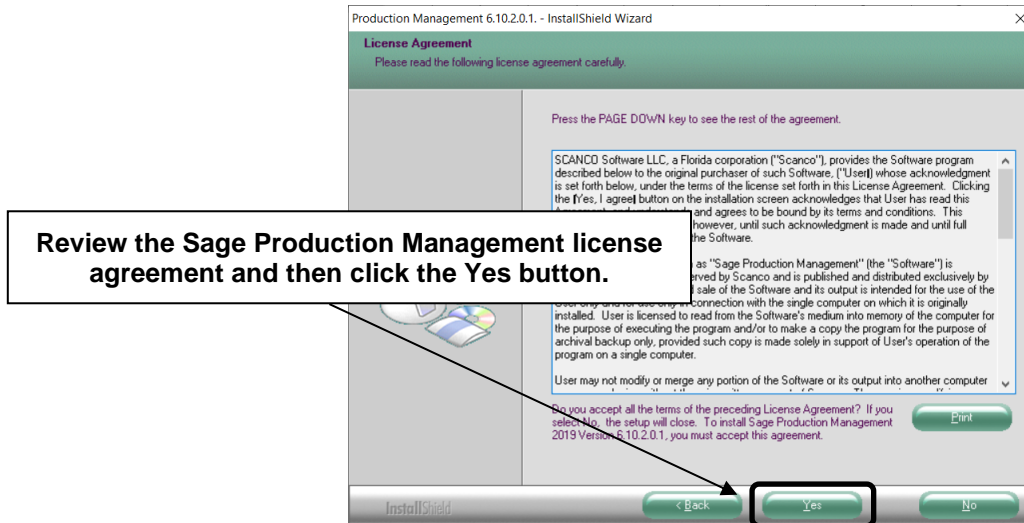 Production Management 6.10.2.0.1. - InstallShield Wizard
License Agreement
Please read the following license agreement carefully.
Press the PAGE DOWN key to see the rest of the agreement.
SCANCO Software LLC, a Florida corporation ("Scanco"), provides the Software program
described below to the original purchaser of such Software, ("User|) whose acknowledgment
is set forth below, under the terms of the license set forth in this License Agreement. Clicking
the |Yes, I agree| button on the installation screen acknowledges that User has read this
and agrees to be bound by its terms and conditions. This
however, until such acknowledgment is made and until full
the Software.
Review the Sage Production Management license
agreement and then click the Yes button.
as "Sage Production Management" (the "Software") is
erved by Scanco and is published and distributed exclusively by
sale of the Software and its output is intended for the use of the
User only and for use only in connection with the single computer on which it is originally
installed. User is licensed to read from the Software's medium into memory of the computer for
the purpose of executing the program and/or to make a copy the program for the purpose of
archival backup only, provided such copy is made solely in support of User's operation of the
program on a single computer.
User may not modify or merge any portion of the Software or its output into another computer
Do you accept all the terms of the preceding License Agreement? If you
select No, the setup will close. To install Sage Production Management
2019 Version 6.10.2.0.1, you must accept this agreement.
Print
InstallShield
< Back
Yes
No